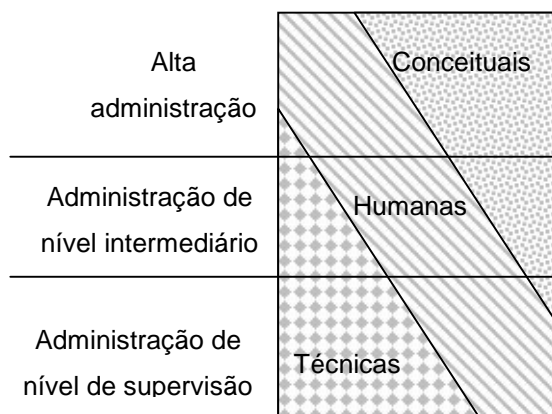 Alta
administração
Conceituais
Administração de
nível intermediário
Humanas
Administração de
nível de supervisão
Técnicas